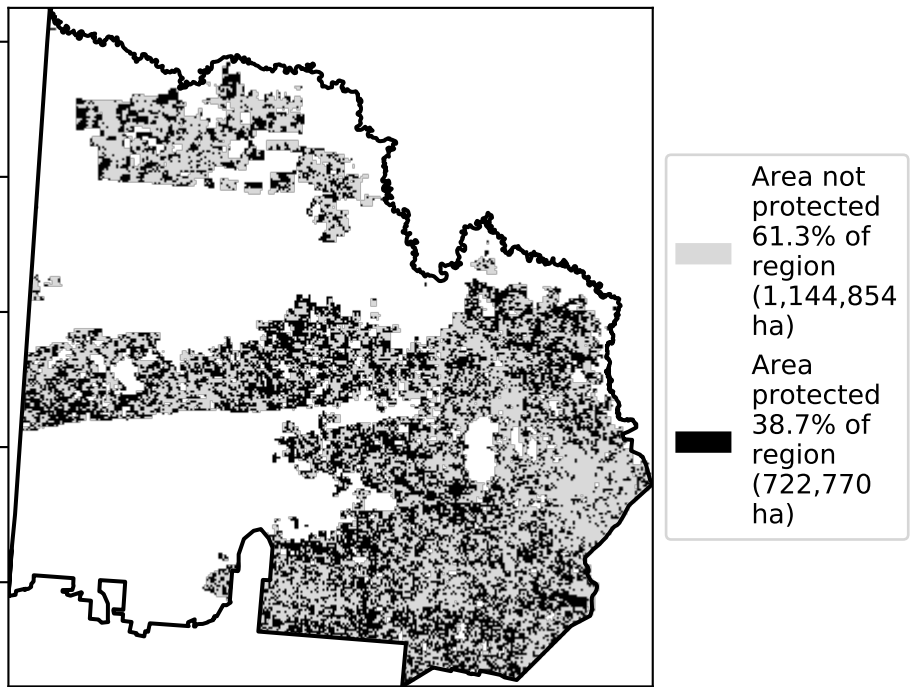 Area not
protected
61.3% of
region
(1,144,854
ha)
Area
protected
38.7% of
region
(722,770
ha)